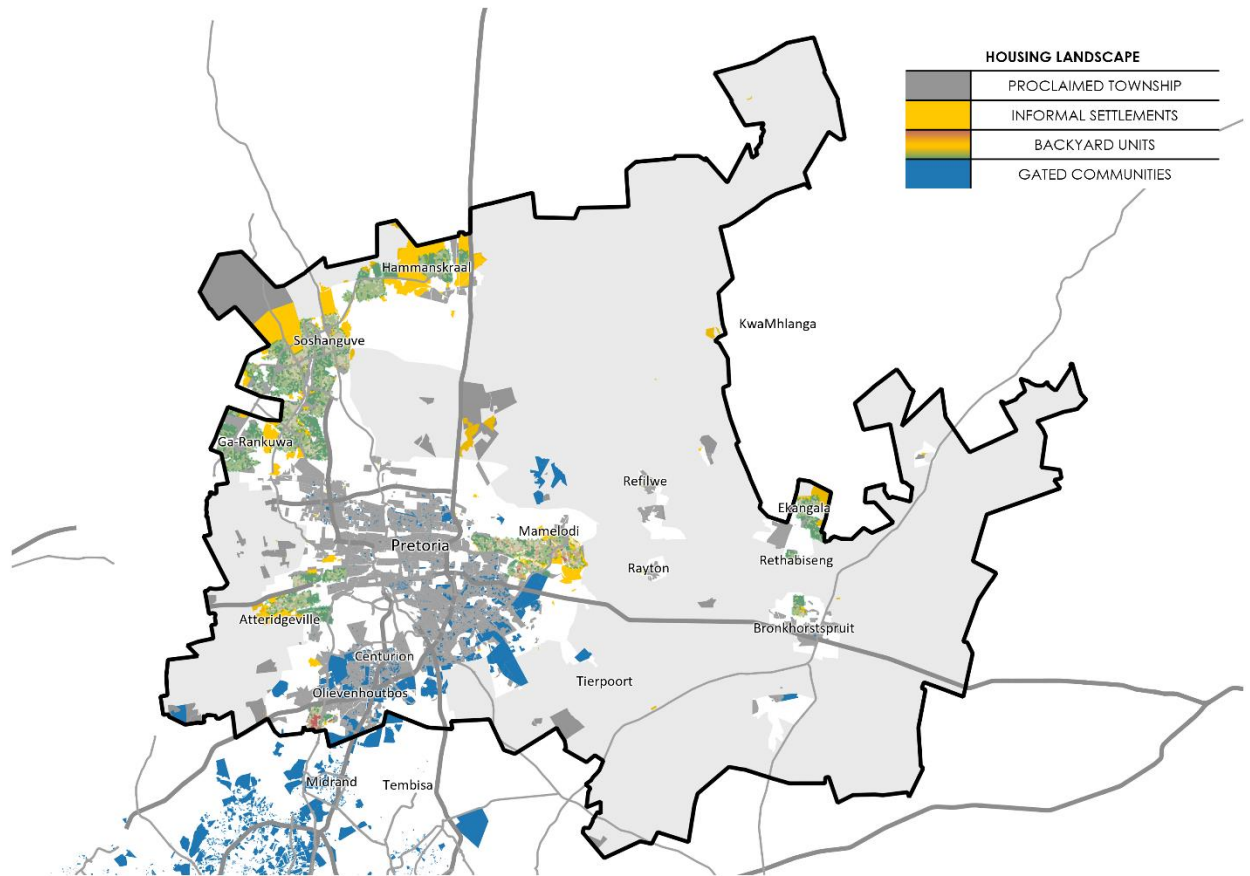 HOUSING LANDSCAPE
PROCLAIMED TOWNSHIP
INFORMAL SETTLEMENTS
BACKYARD UNITS
GATED COMMUNITIES
Hammanskraal
KwaMhlanga
Soshanguve
Ga-Rankuwa
Refilwe
Ekangala
Mamelodi
Pretoria
Rethabiseng
Rayton
Atteridgeville
Bronkhorstspruit
Centurion
Tierpoort
Olievenhoutbos
Midrand
Tembisa